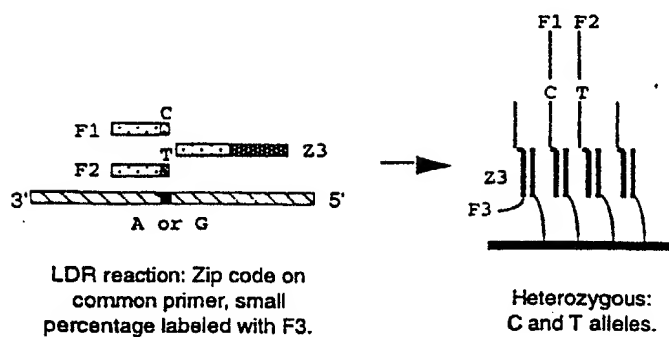 F1 F2
C
F1
C T
T
Z3
F2
Z3
3' 5'
F3
A or G
LDR reaction: Zip code on
common primer, small
percentage labeled with F3.
Heterozygous:
C and T alleles.